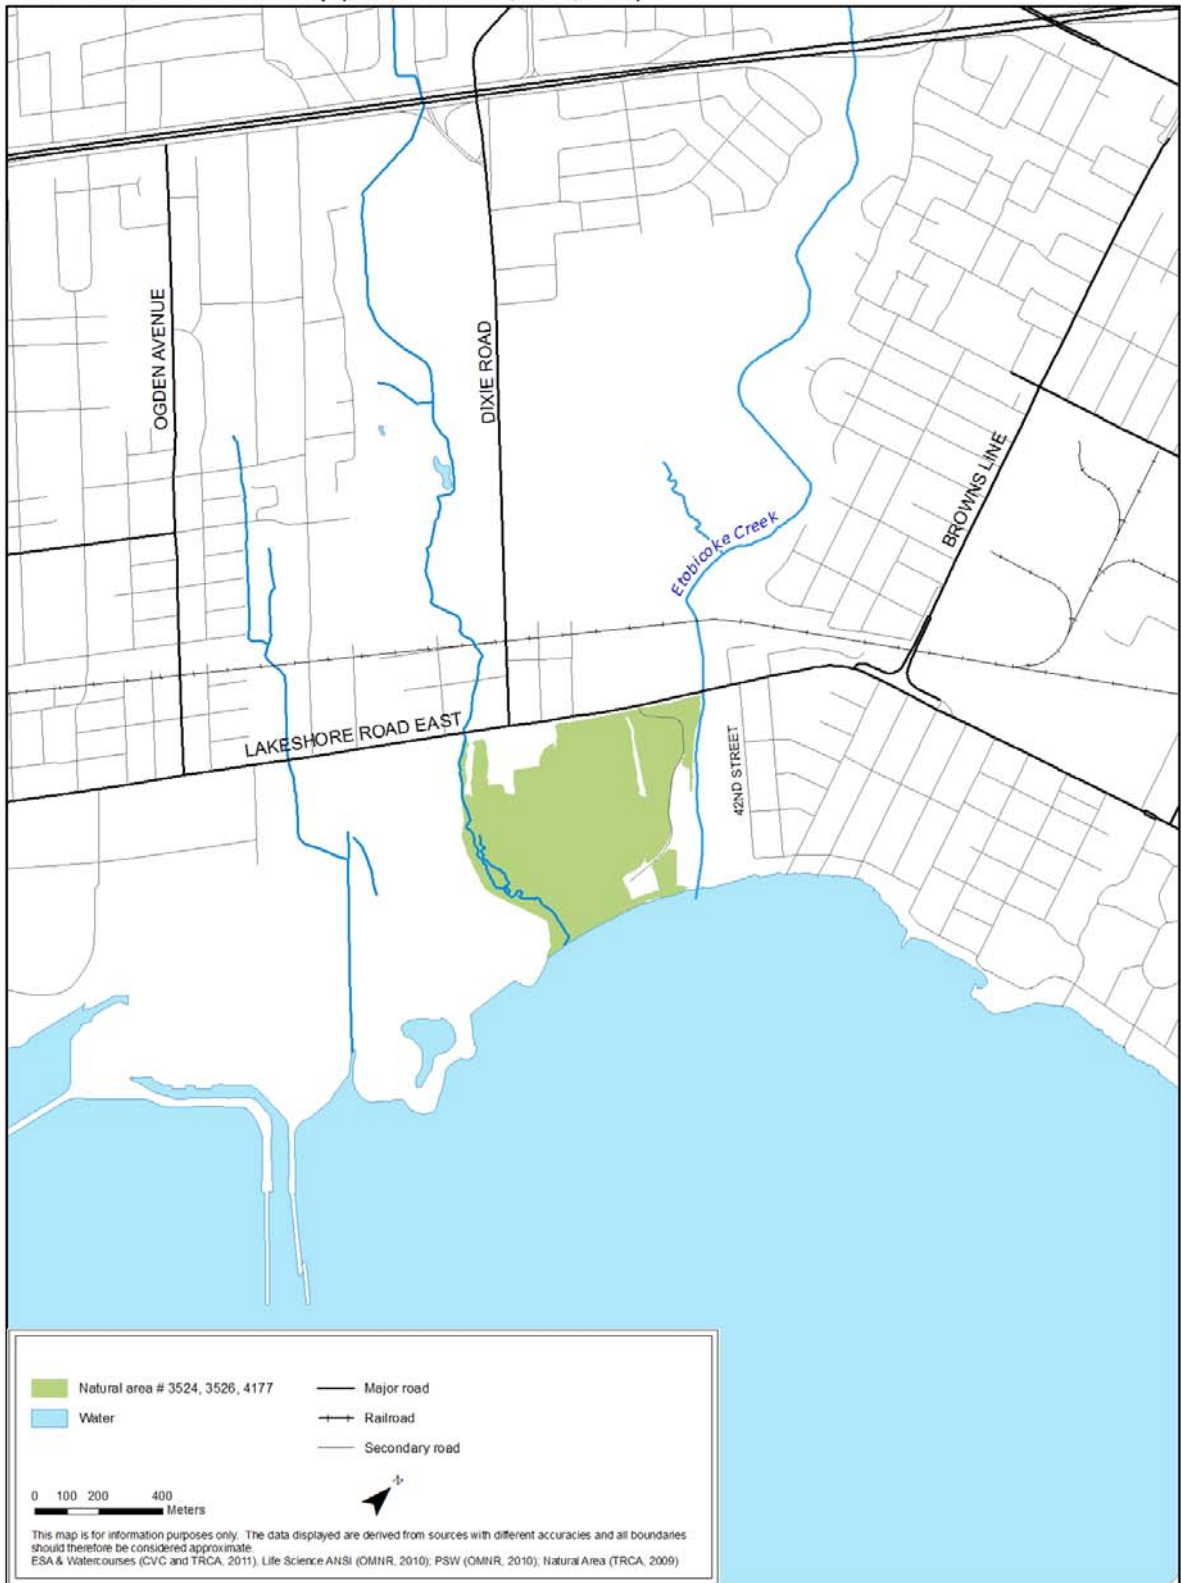 OGDEN AVENUE
DIXIE ROAD
BROWNS LINE
Etobicoke Creek
LAKESHORE ROAD EAST
42ND STREET
Natural area # 3524, 3526, 4177
Major road
Water
Railroad
Secondary road
N
0 100 200 400
Meters
This map is for information purposes only. The data displayed are derived from sources with different accuracies and all boundaries
should therefore be considered approximate.
ESA & Watercourses (CVC and TRCA, 2011), Life Science ANSI (OMNR, 2010); PSW (OMNR, 2010); Natural Area (TRCA, 2009)